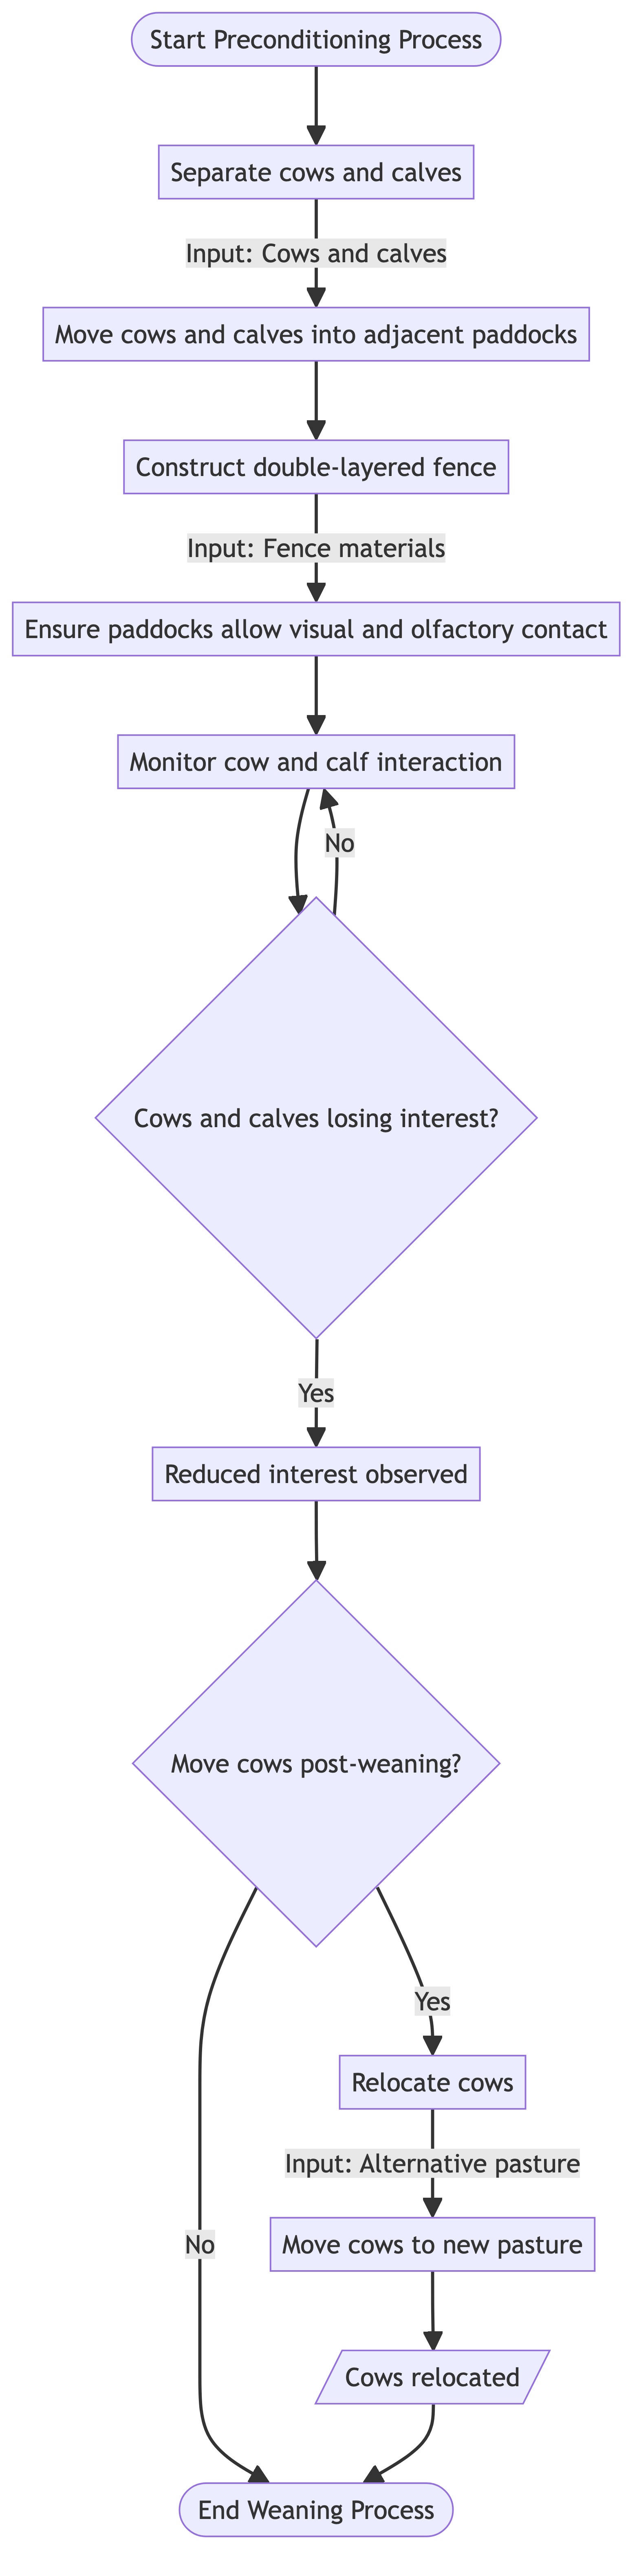 Start Preconditioning Process
Separate cows and calves
Input: Cows and calves
Move cows and calves into adjacent paddocks
Construct double-layered fence
Input: Fence materials
Ensure paddocks allow visual and olfactory contact
Monitor cow and calf interaction
No
Cows and calves losing interest?
Yes
Reduced interest observed
Move cows post-weaning?
Yes
Relocate cows
Input: Alternative pasture
No
Move cows to new pasture
Cows relocated
End Weaning Process